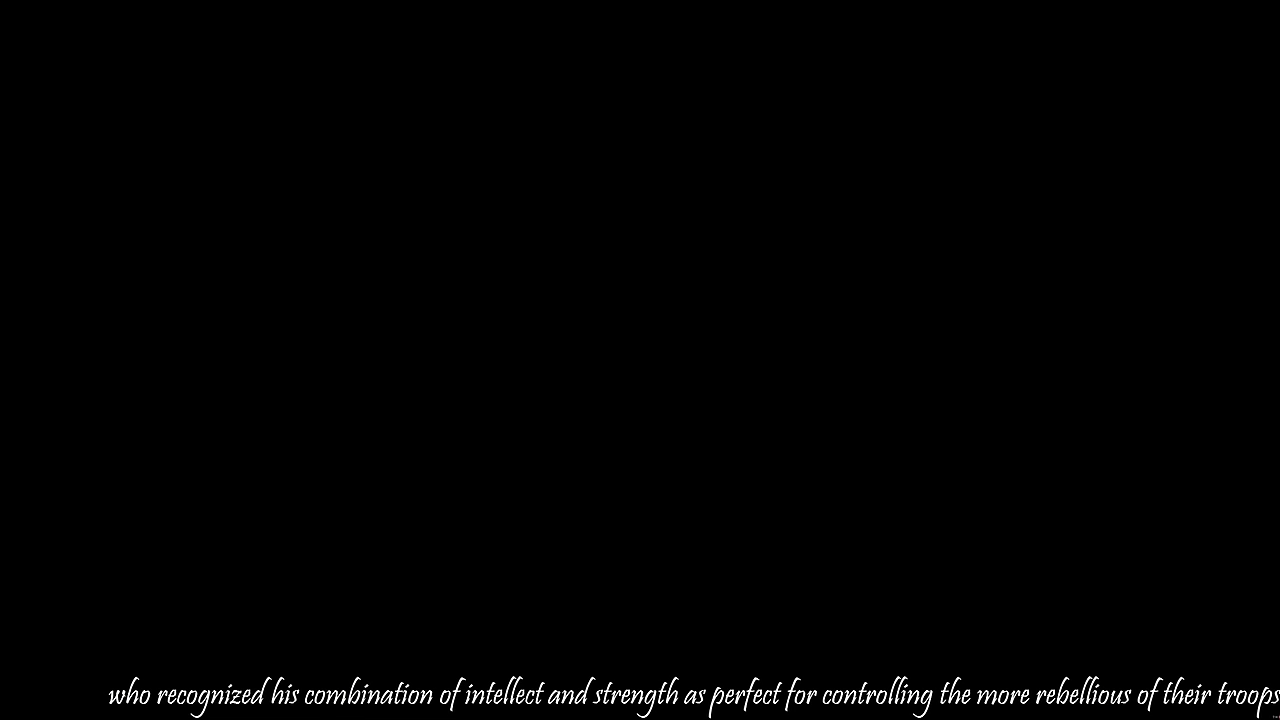 who recognized his combination of intellect and strength as perfect for controlling the more rebellious of their troops